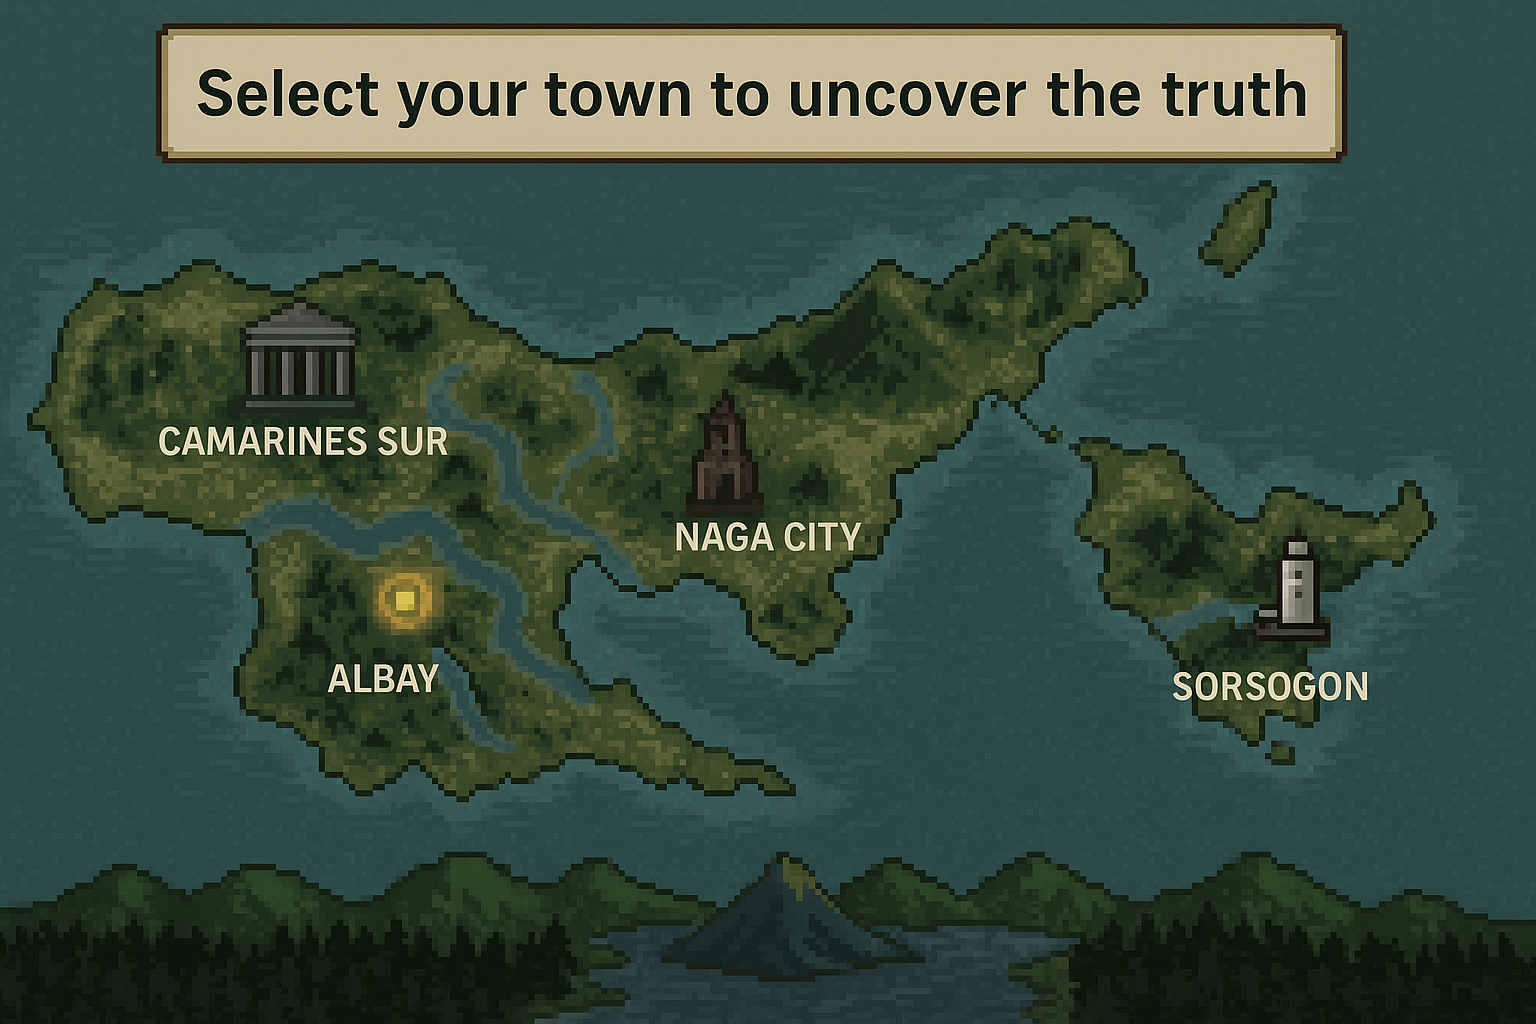 Select your town to uncover the truth
CAMARINES SUR
NAGA CITY
ALBAY
SORSOGON